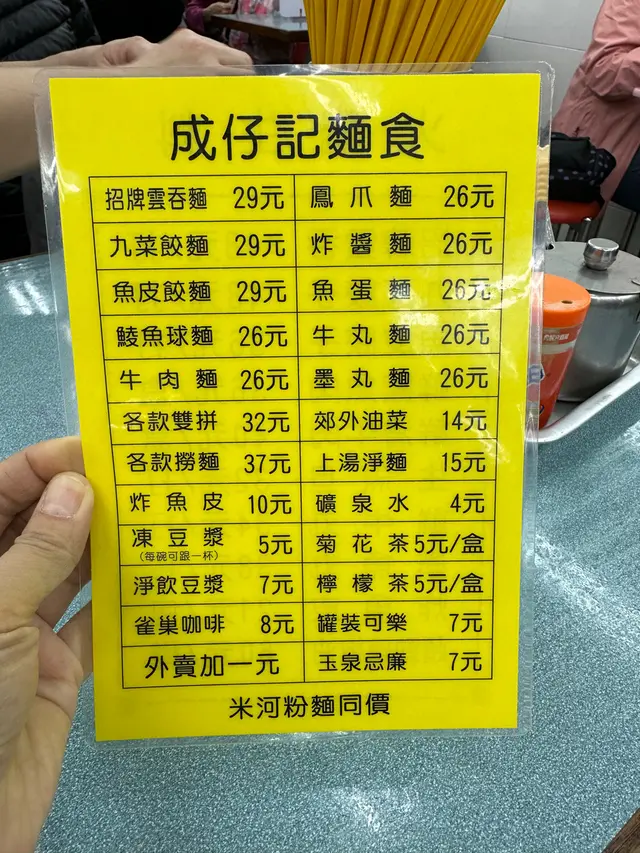 成仔記麵食
招牌雲吞麵 29元 鳳爪麵 26元
九菜餃麵 29元 炸醬麵 26元
魚皮餃麵 29元 魚蛋麵 26元
鯪魚球麵 26元 牛丸麵 26元
牛肉麵 26元 墨丸麵 26元
各款雙拼 32元 郊外油菜 14元
各款撈麵 37元 上湯淨麵 15元
炸魚皮 10元 礦泉水 4元
凍豆漿 5元 菊花茶 5元/盒
(每碗可跟一杯)
淨飲豆漿 7元 檸檬茶 5元/盒
雀巢咖啡 8元 罐裝可樂 7元
外賣加一元 玉泉忌廉 7元
米河粉麵同價